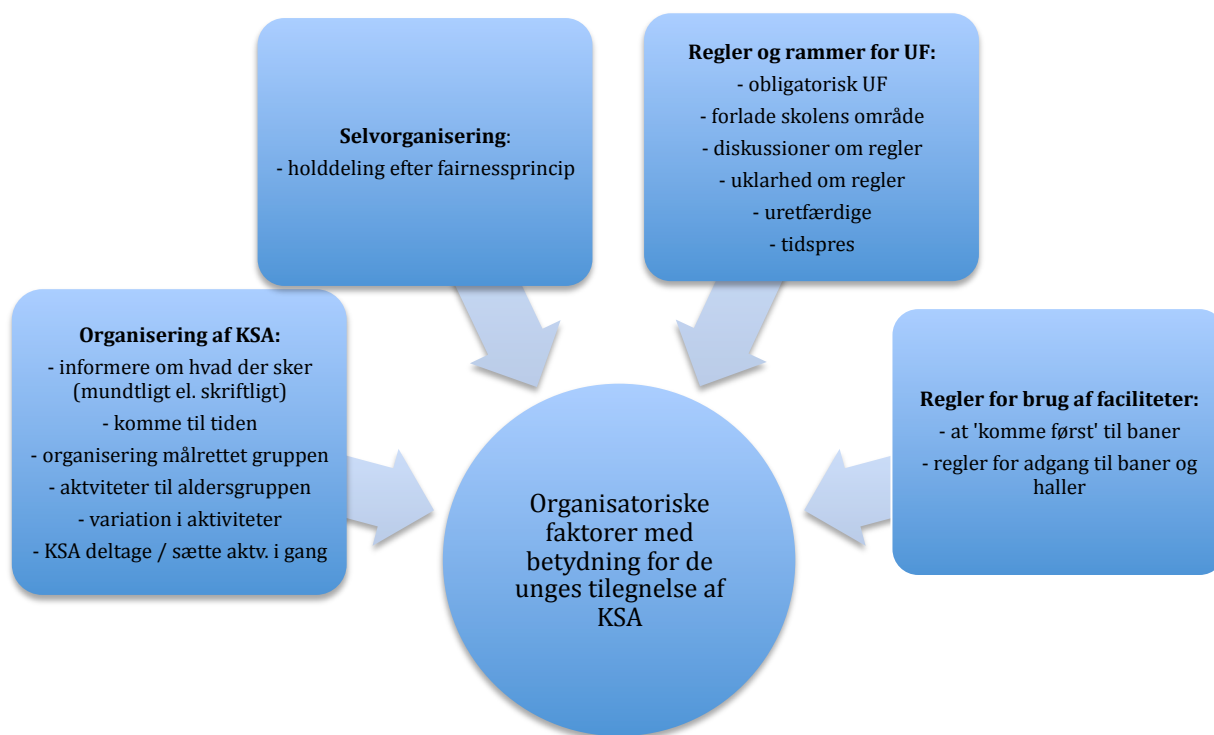 Organisering af KSA:
- informere om hvad der sker
(mundtligt el. skriftligt)
- komme til tiden
- organisering målrettet gruppen
- aktviteter til aldersgruppen
- variation i aktiviteter
- KSA deltage / sætte aktv. i gang
Selvorganisering:
- holddeling efter fairnessprincip
Regler og rammer for UF:
- obligatorisk UF
- forlade skolens område
- diskussioner om regler
- uklarhed om regler
- uretfærdige
- tidspres
Regler for brug af faciliteter:
- at 'komme først' til baner
- regler for adgang til baner og
haller
Organisatoriske
faktorer med
betydning for de
unges tilegnelse af
KSA